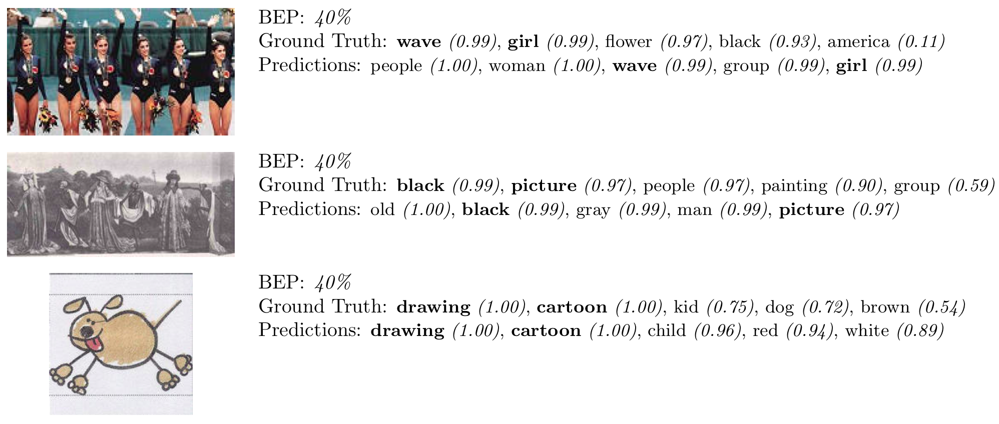 BEP: 40%
Ground Truth: wave (0.99), girl (0.99), flower (0.97), black (0.93), america (0.11)
Predictions: people (1.00), woman (1.00), wave (0.99), group (0.99), girl (0.99)
BEP: 40%
Ground Truth: black (0.99), picture (0.97), people (0.97), painting (0.90), group (0.59)
Predictions: old (1.00), black (0.99), gray (0.99), man (0.99), picture (0.97)
BEP: 40%
Ground Truth: drawing (1.00), cartoon (1.00), kid (0.75), dog (0.72), brown (0.54)
Predictions: drawing (1.00), cartoon (1.00), child (0.96), red (0.94), white (0.89)